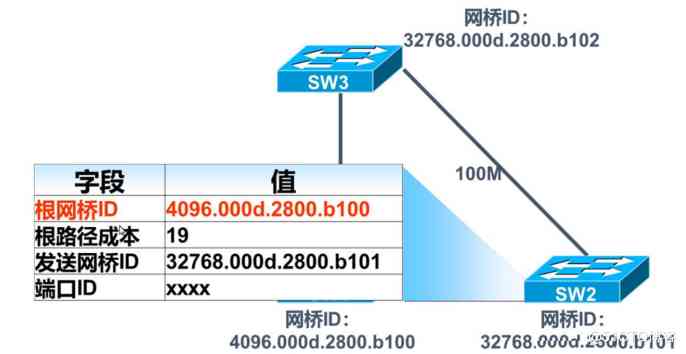 网桥ID：
32768.000d.2800.b102
SW3
100M
字段 值
根网桥ID 4096.000d.2800.b100
根路径成本 19
发送网桥ID 32768.000d.2800.b101
端口ID xxxx
SW2
网桥ID：
4096.000d.2800.b100
网桥ID：
32768.000d.2800.b101